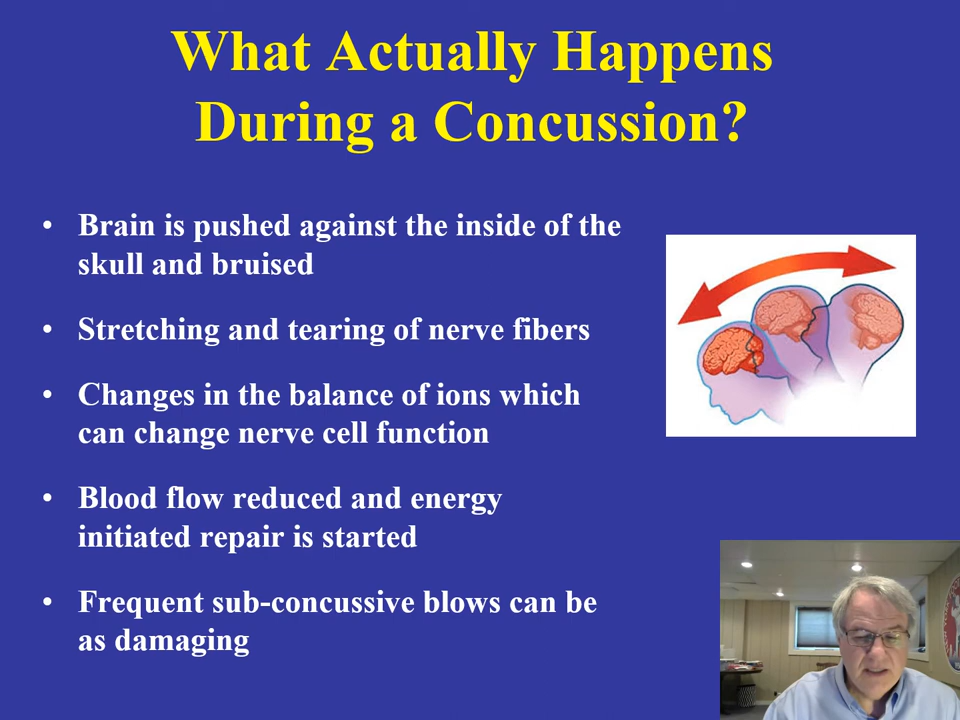 What Actually Happens
During a Concussion?
• Brain is pushed against the inside of the
skull and bruised
• Stretching and tearing of nerve fibers
• Changes in the balance of ions which
can change nerve cell function
• Blood flow reduced and energy
initiated repair is started
• Frequent sub-concussive blows can be
as damaging